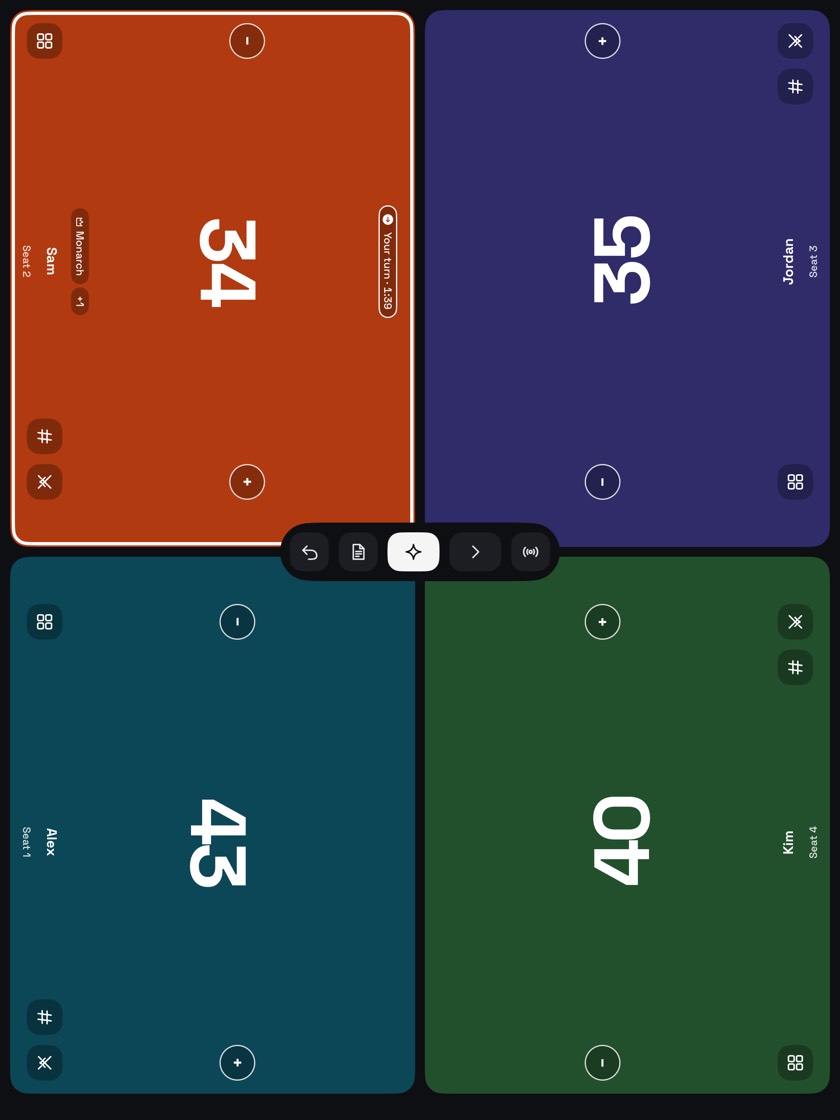 Seat 2
Sam
Monarch
+1
34
Your turn · 1:39
−
+
Seat 3
Jordan
35
+
−
Seat 1
Alex
43
−
+
Seat 4
Kim
40
+
−